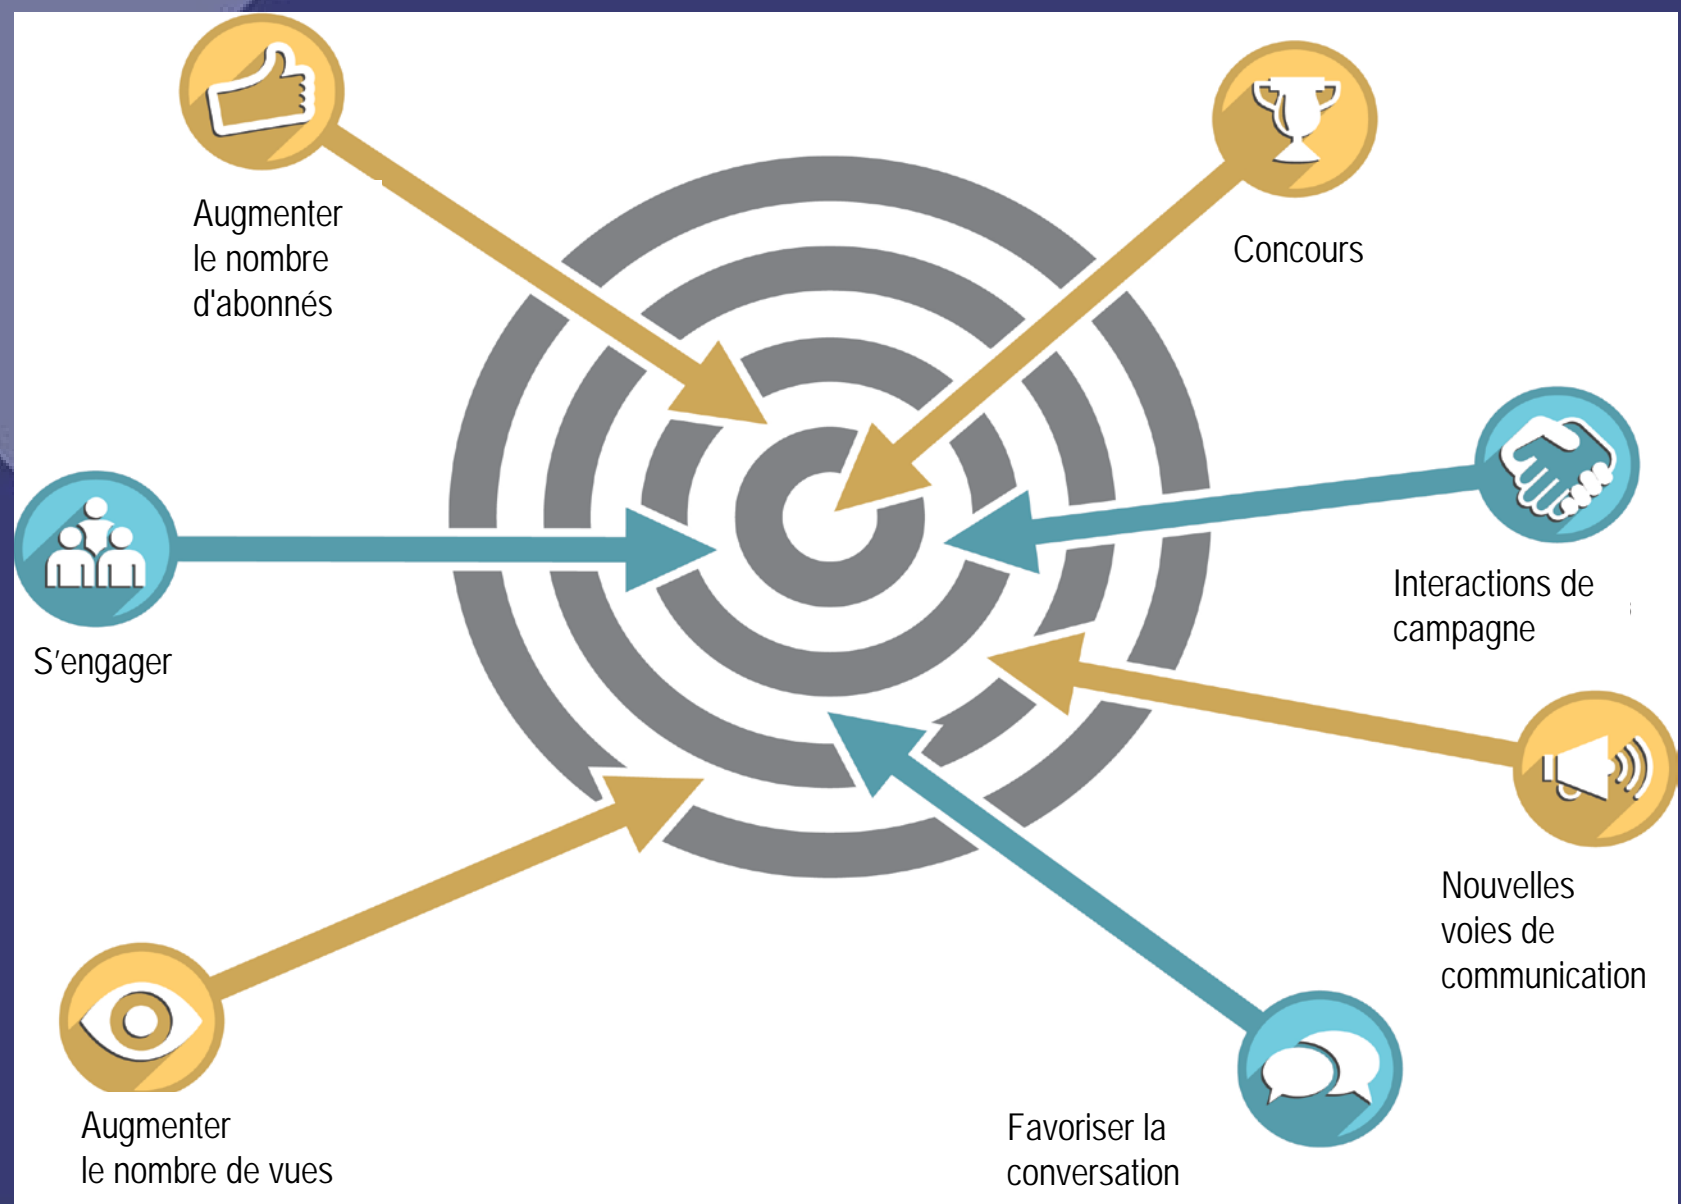 Augmenter
le nombre
d'abonnés
Concours
S'engager
Interactions de
campagne
Nouvelles
voies de
communication
Augmenter
le nombre de vues
Favoriser la
conversation